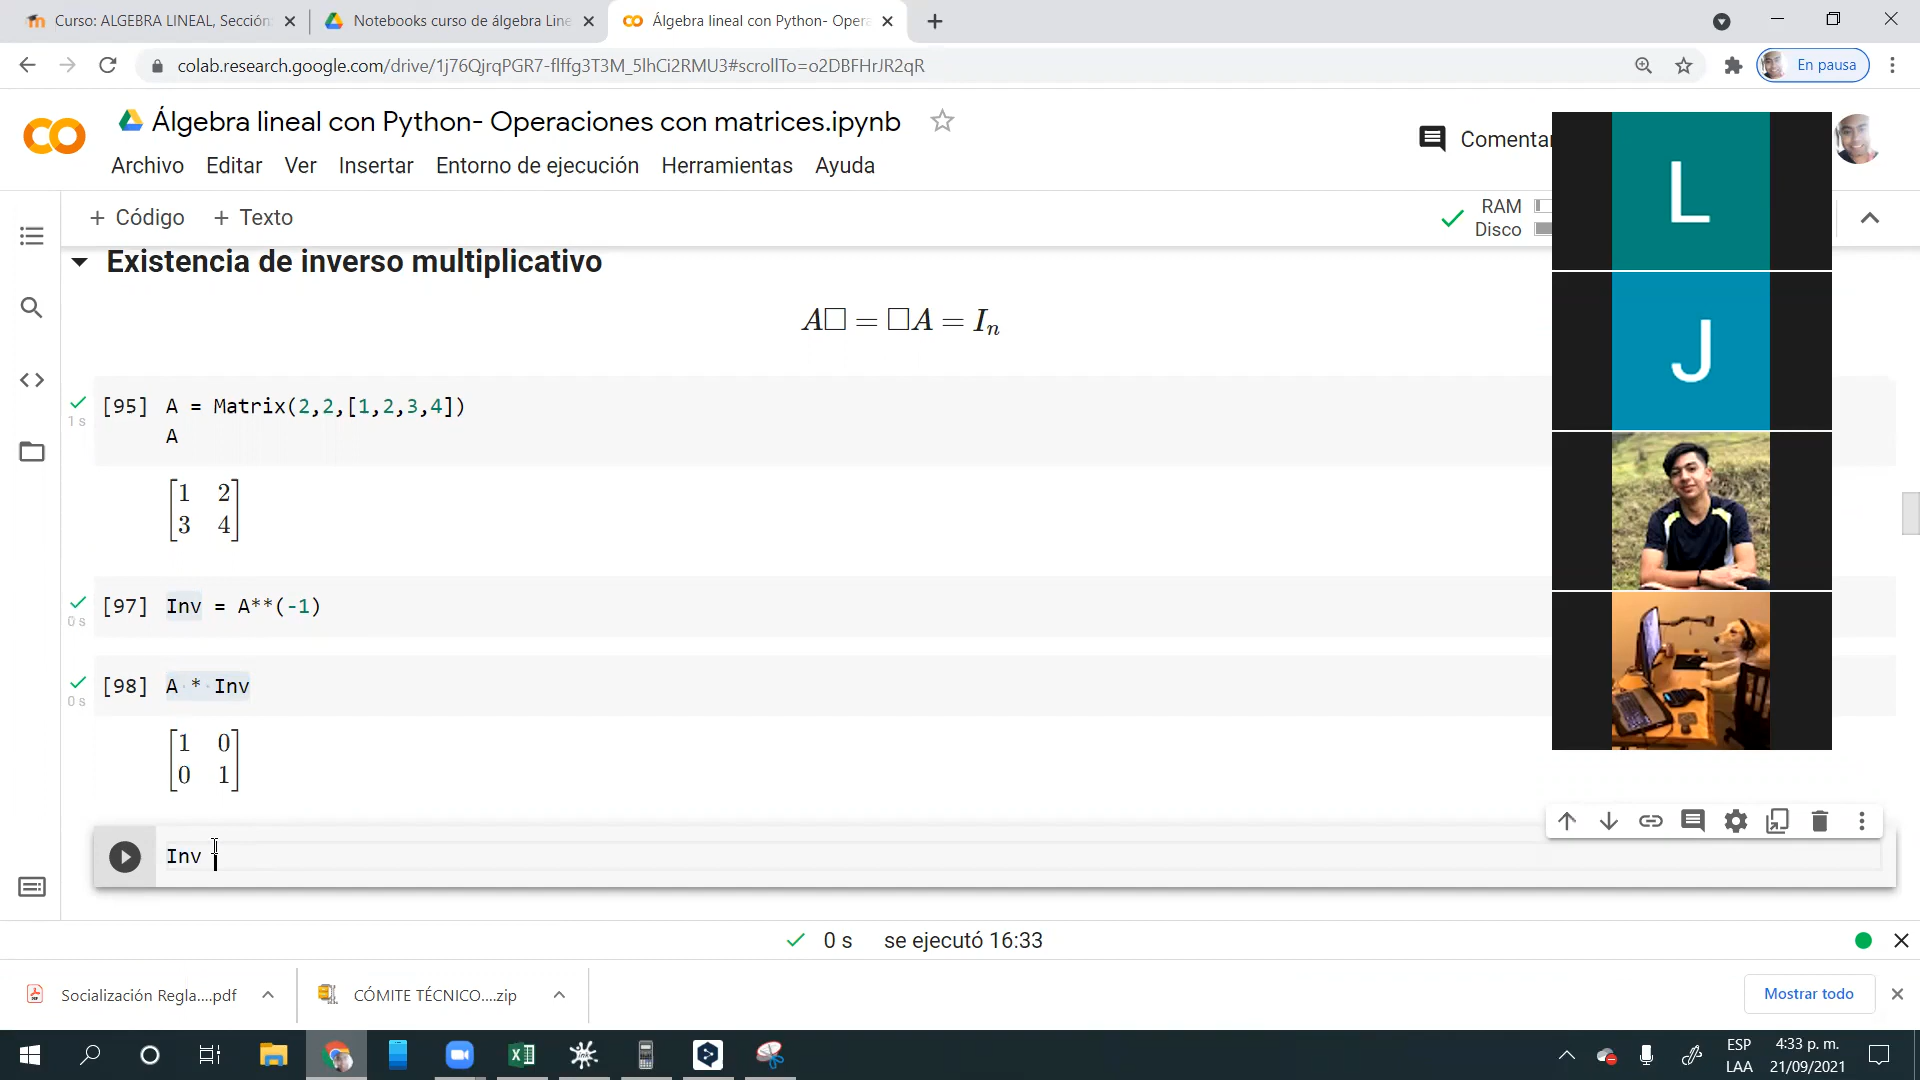 Curso: ALGEBRA LINEAL, Sección
Notebooks curso de álgebra Line
Álgebra lineal con Python- Opera
colab.research.google.com/drive/1j76QjrqPGR7-flffg3T3M_5lhCi2RMU3#scrollTo=o2DBFHrJR2qR
En pausa
Álgebra lineal con Python- Operaciones con matrices.ipynb
Comentar
Archivo Editar Ver Insertar Entorno de ejecución Herramientas Ayuda
+ Código + Texto
RAM
Disco
Existencia de inverso multiplicativo
A□ = □A = Iₙ
[95] A = Matrix(2,2,[1,2,3,4])
1 s
A
1 2
3 4
[97] Inv = A**(-1)
0 s
[98] A * Inv
0 s
1 0
0 1
Inv
L
J
0 s se ejecutó 16:33
Socialización Regla....pdf
CÓMITE TÉCNICO....zip
Mostrar todo
ESP
LAA
4:33 p. m.
21/09/2021